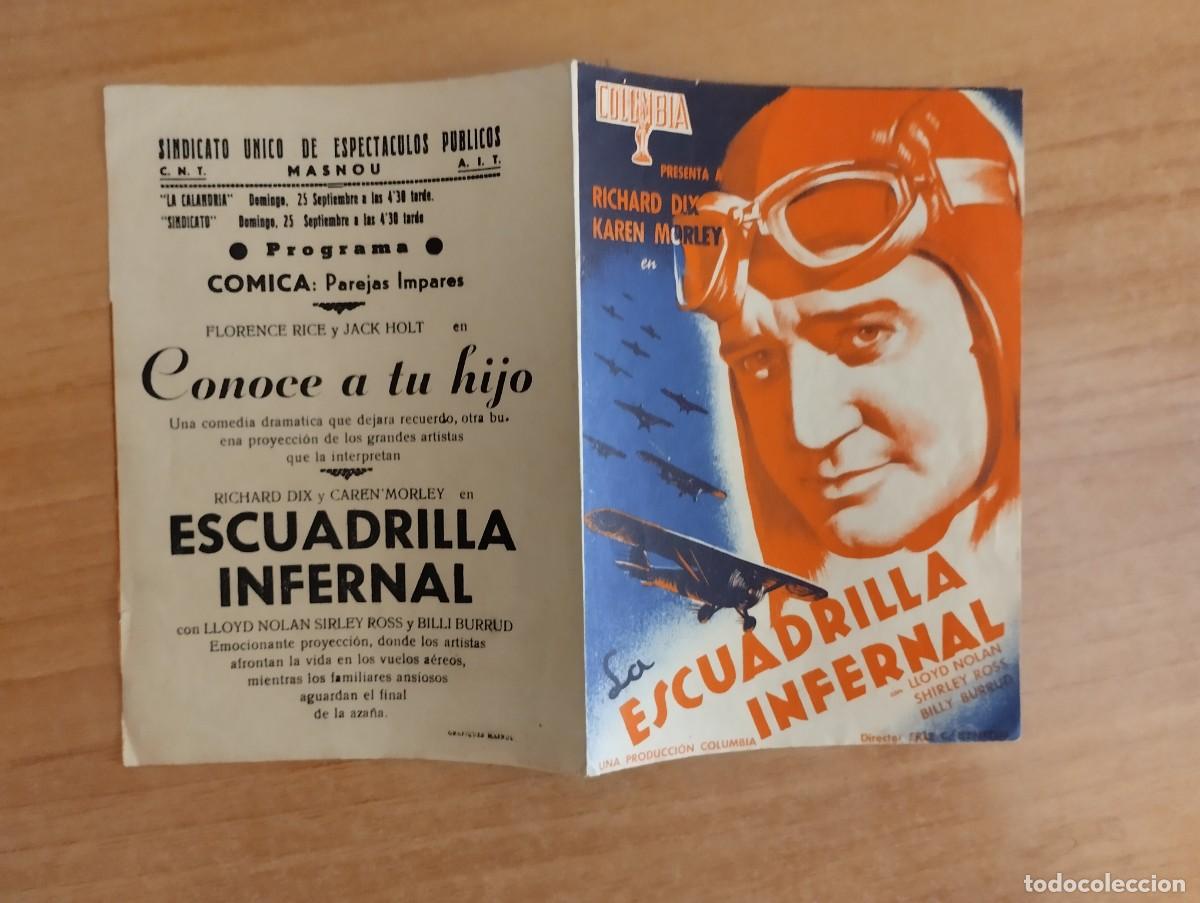 SINDICATO UNICO DE ESPECTACULOS PUBLICOS
C. N. T. MASNOU A. I. T.
"LA CALANDRIA" Domingo, 25 Septiembre a las 4'30 tarde.
"SINDICATO" Domingo, 25 Septiembre a las 4'30 tarde
Programa
COMICA: Parejas Impares
FLORENCE RICE y JACK HOLT en
Conoce a tu hijo
Una comedia dramatica que dejara recuerdo, otra bu-
ena proyección de los grandes artistas
que la interpretan
RICHARD DIX y CAREN'MORLEY en
ESCUADRILLA
INFERNAL
con LLOYD NOLAN SIRLEY ROSS y BILLI BURRUD
Emocionante proyección, donde los artistas
afrontan la vida en los vuelos aéreos,
mientras los familiares ansiosos
aguardan el final
de la azaña.
COLUMBIA
PRESENTA A
RICHARD DIX
KAREN MORLEY
en
La
ESCUADRILLA
INFERNAL
con LLOYD NOLAN
SHIRLEY ROSS
BILLY BURRUD
UNA PRODUCCIÓN COLUMBIA
Director
todocoleccion